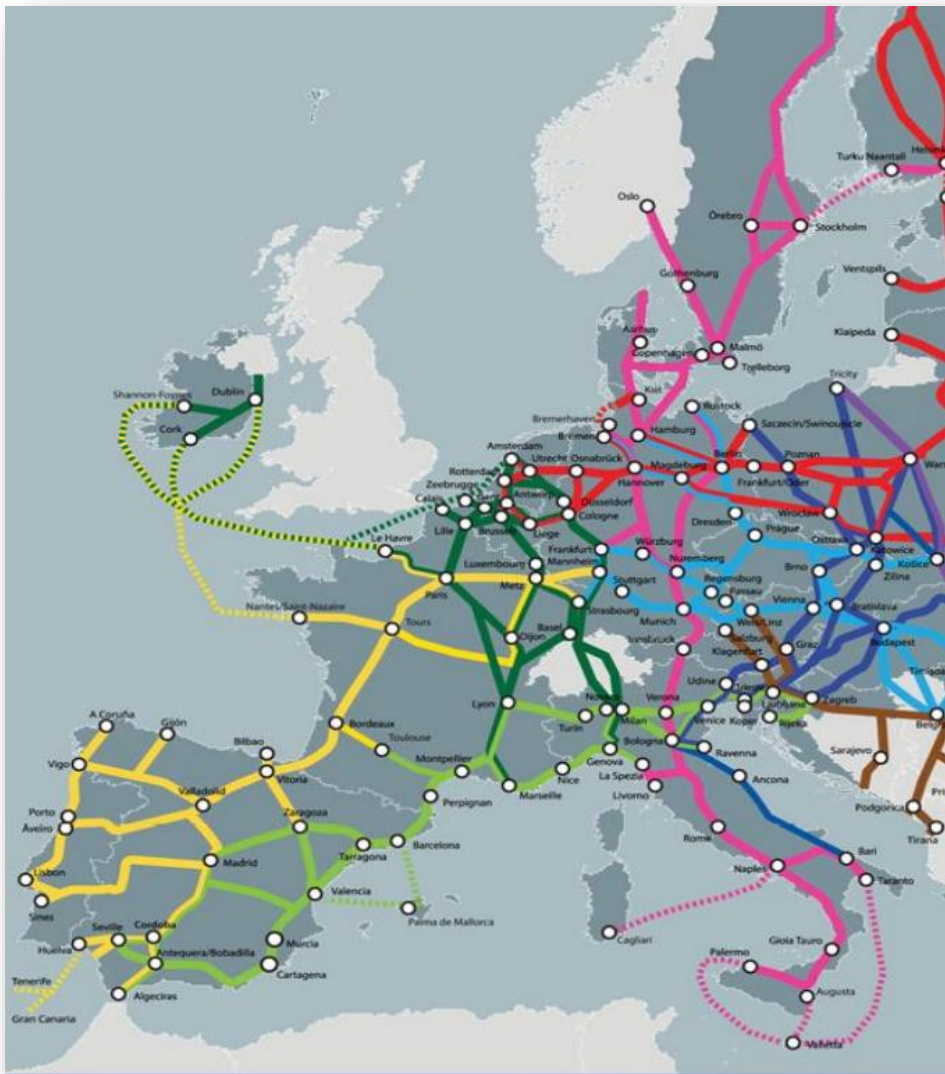 Turku Naantali
Oslo
Örebro
Stockholm
Ventspils
Gothenburg
Klaipeda
Aarhus
Malmö
Copenhagen
Trelleborg
Tricity
Shannon-Foynes
Dublin
Kiel
Rostock
Bremerhaven
Szczecin/Swinoujscie
Cork
Bremen
Hamburg
Amsterdam
Berlin
Poznan
Utrecht
Osnabrück
Rotterdam
Magdeburg
Zeebrugge
Hannover
Frankfurt/Oder
Calais
Gent
Antwerp
Düsseldorf
Wroclaw
Cologne
Dresden
Lille
Brussels
Liege
Prague
Le Havre
Frankfurt
Würzburg
Ostrava
Katowice
Luxembourg
Mannheim
Nuremberg
Brno
Zilina
Košice
Paris
Metz
Stuttgart
Regensburg
Passau
Nantes/Saint-Nazaire
Strasbourg
Vienna
Bratislava
Tours
Munich
Wels/Linz
Basel
Dijon
Innsbruck
Salzburg
Graz
Budapest
Klagenfurt
Udine
Lyon
Novara
Verona
Ljubljana
Zagreb
A Coruña
Gijón
Bordeaux
Turin
Milan
Venice
Koper
Rijeka
Bilbao
Toulouse
Bologna
Ravenna
Sarajevo
Vigo
Vitoria
Montpellier
Genova
Nice
La Spezia
Ancona
Valladolid
Marseille
Livorno
Porto
Zaragoza
Perpignan
Podgorica
Aveiro
Rome
Tirana
Madrid
Tarragona
Barcelona
Bari
Lisbon
Naples
Taranto
Valencia
Sines
Palma de Mallorca
Seville
Cordoba
Cagliari
Huelva
Murcia
Gioia Tauro
Antequera/Bobadilla
Palermo
Cartagena
Tenerife
Algeciras
Augusta
Gran Canaria
Valletta